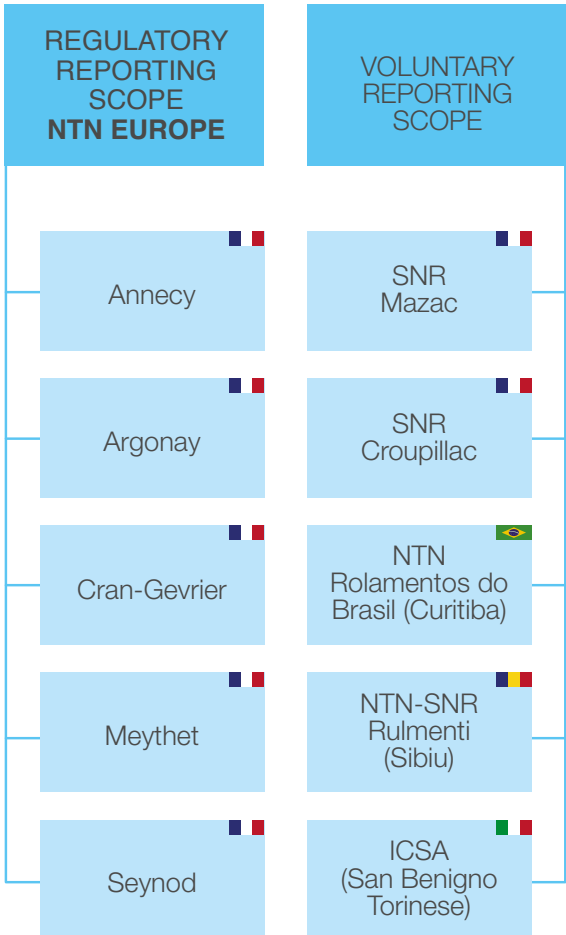 REGULATORY
REPORTING
SCOPE
NTN EUROPE
Annecy
Argonay
Cran-Gevrier
Meythet
Seynod
VOLUNTARY
REPORTING
SCOPE
SNR
Mazac
SNR
Croupillac
NTN
Rolamentos do
Brasil (Curitiba)
NTN-SNR
Rulmenti
(Sibiu)
ICSA
(San Benigno
Torinese)